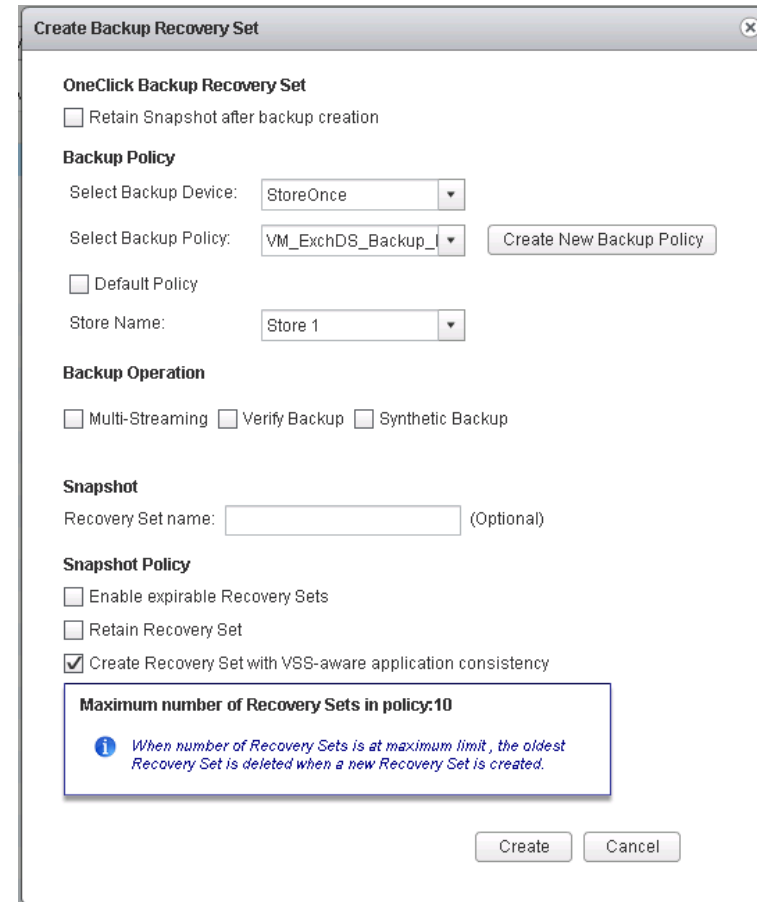 Create Backup Recovery Set
OneClick Backup Recovery Set
Retain Snapshot after backup creation
Backup Policy
Select Backup Device: StoreOnce
Select Backup Policy: VM_ExchDS_Backup_ Create New Backup Policy
Default Policy
Store Name: Store 1
Backup Operation
Multi-Streaming Verify Backup Synthetic Backup
Snapshot
Recovery Set name: (Optional)
Snapshot Policy
Enable expirable Recovery Sets
Retain Recovery Set
Create Recovery Set with VSS-aware application consistency
Maximum number of Recovery Sets in policy:10
When number of Recovery Sets is at maximum limit , the oldest
Recovery Set is deleted when a new Recovery Set is created.
Create Cancel